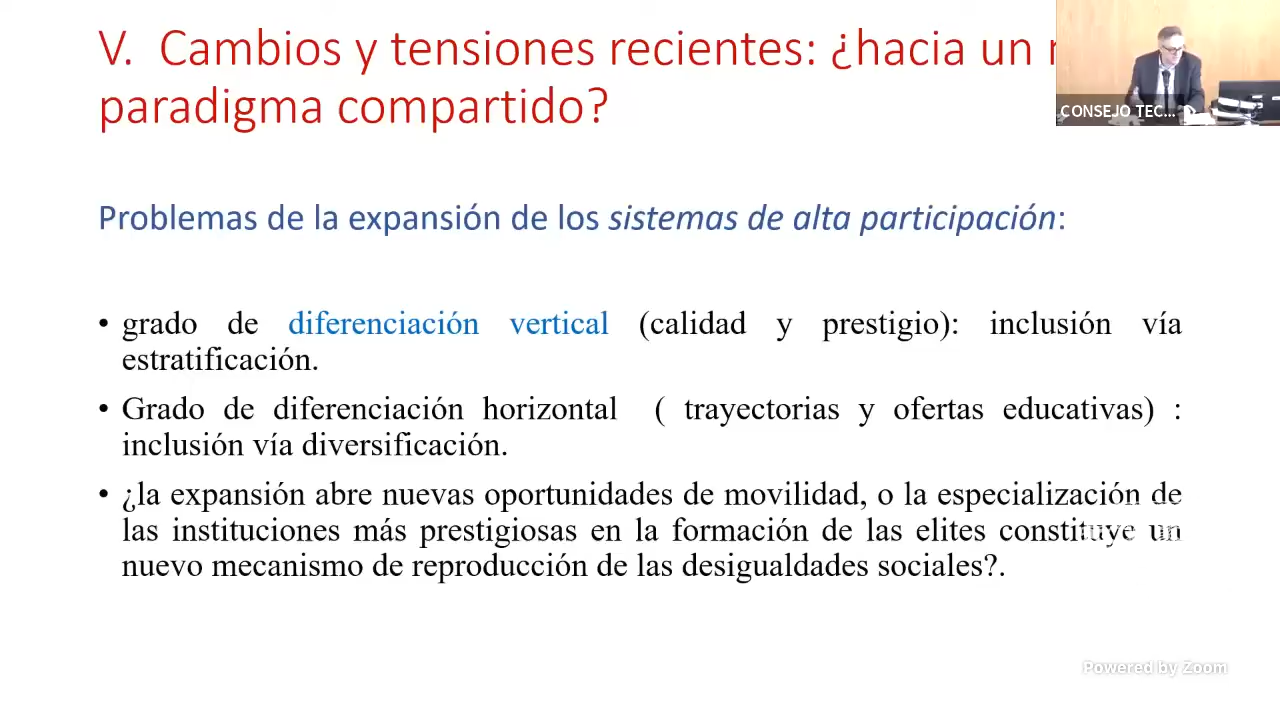 V. Cambios y tensiones recientes: ¿hacia un
paradigma compartido?
CONSEJO TEC...
Problemas de la expansión de los sistemas de alta participación:
• grado de diferenciación vertical (calidad y prestigio): inclusión vía
estratificación.
• Grado de diferenciación horizontal ( trayectorias y ofertas educativas) :
inclusión vía diversificación.
• ¿la expansión abre nuevas oportunidades de movilidad, o la especialización de
las instituciones más prestigiosas en la formación de las elites constituye un
nuevo mecanismo de reproducción de las desigualdades sociales?.
Powered by Zoom